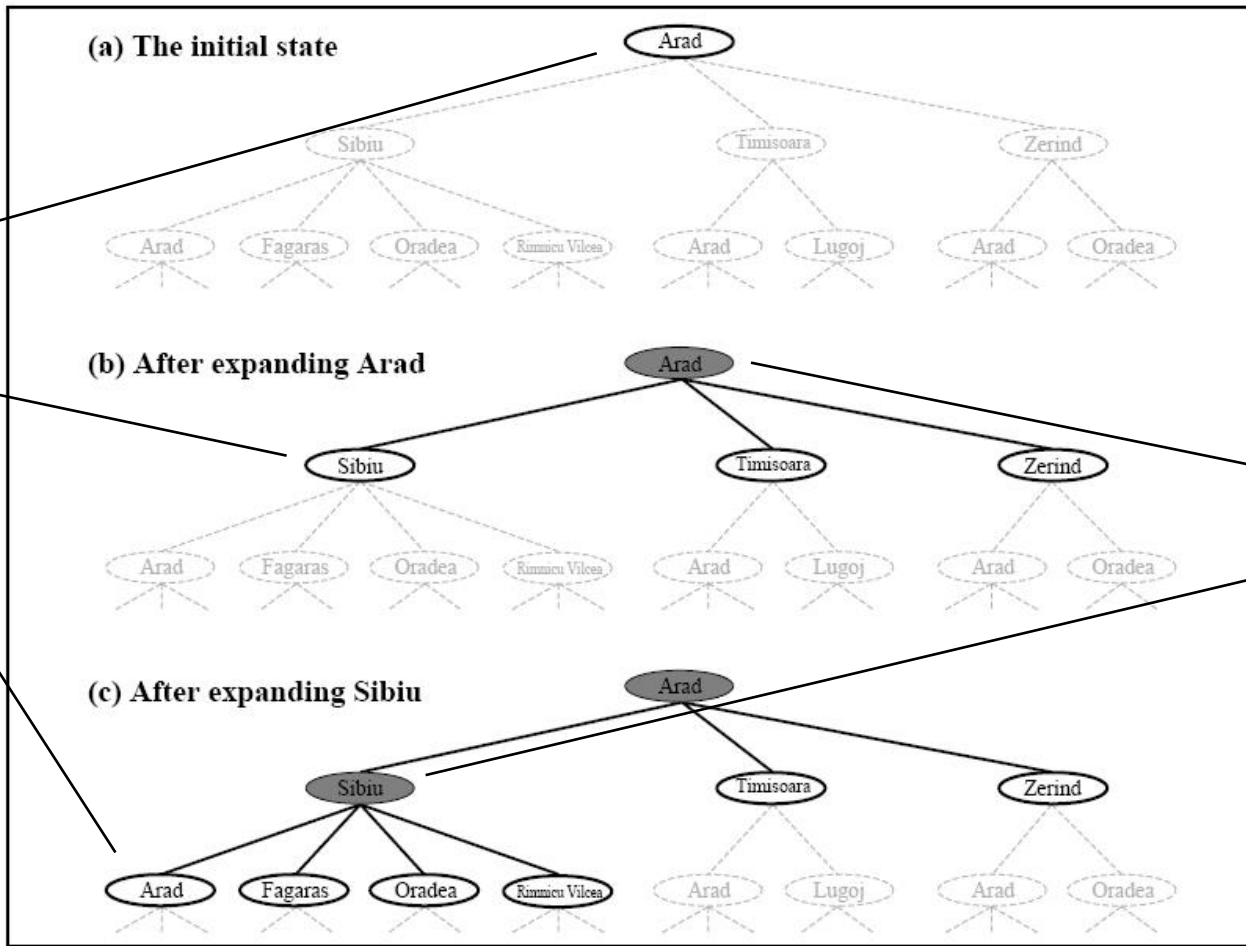 (a) The initial state
Arad
Sibiu Timisoara Zerind
Arad Fagaras Oradea Rimnicu Vilcea Arad Lugoj Arad Oradea
(b) After expanding Arad
Arad
Sibiu Timisoara Zerind
Arad Fagaras Oradea Rimnicu Vilcea Arad Lugoj Arad Oradea
(c) After expanding Sibiu
Arad
Sibiu Timisoara Zerind
Arad Fagaras Oradea Rimnicu Vilcea Arad Lugoj Arad Oradea